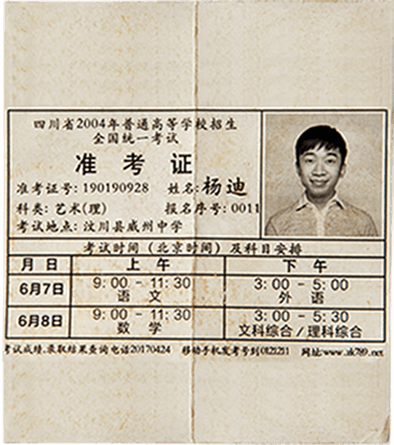 四川省2004年普通高等学校招生
全国统一考试
准考证
准考证号:190190928 姓名:杨迪
科类:艺术(理) 报名序号:0011
考试地点:汶川县威州中学
考试时间(北京时间)及科目安排
月日 上午 下午
6月7日 9:00-11:30 语文 3:00-5:00 外语
6月8日 9:00-11:30 数学 3:00-5:30 文科综合/理科综合
考试成绩,录取结果查询电话20170424 移动手机发考号到0121211 网址:www.zk789.net